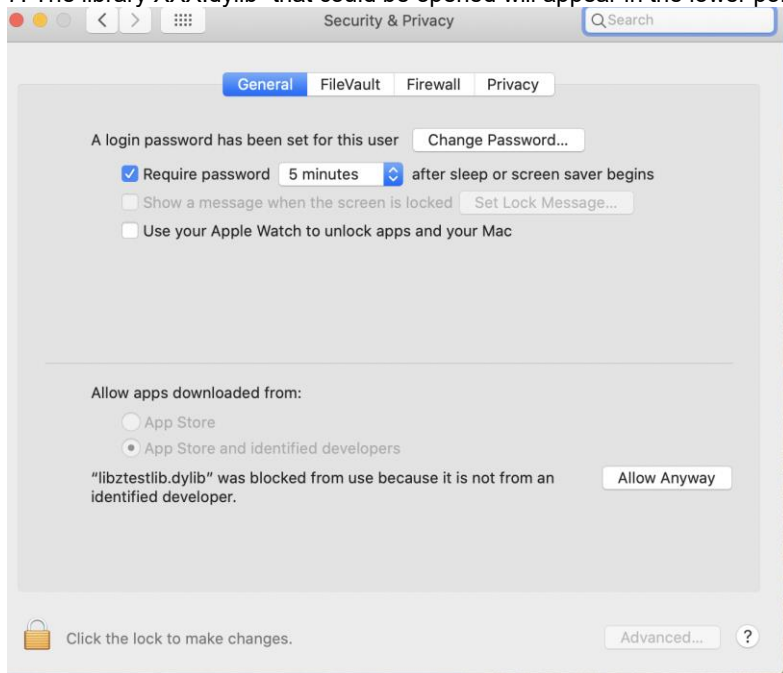 Security & Privacy
Search
General FileVault Firewall Privacy
A login password has been set for this user Change Password...
Require password 5 minutes after sleep or screen saver begins
Show a message when the screen is locked Set Lock Message...
Use your Apple Watch to unlock apps and your Mac
Allow apps downloaded from:
App Store
App Store and identified developers
“libztestlib.dylib” was blocked from use because it is not from an Allow Anyway
identified developer.
Click the lock to make changes. Advanced... ?